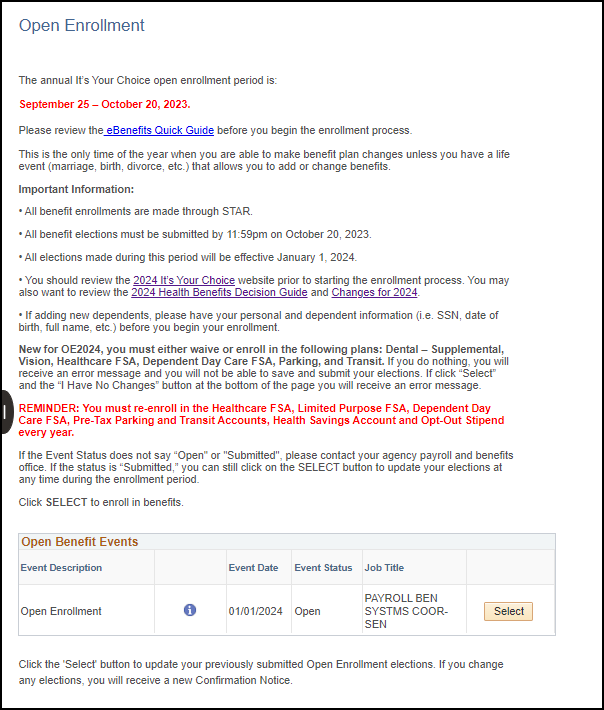 Open Enrollment
The annual It's Your Choice open enrollment period is:
September 25 – October 20, 2023.
Please review the eBenefits Quick Guide before you begin the enrollment process.
This is the only time of the year when you are able to make benefit plan changes unless you have a life
event (marriage, birth, divorce, etc.) that allows you to add or change benefits.
Important Information:
• All benefit enrollments are made through STAR.
• All benefit elections must be submitted by 11:59pm on October 20, 2023.
• All elections made during this period will be effective January 1, 2024.
• You should review the 2024 It's Your Choice website prior to starting the enrollment process. You may
also want to review the 2024 Health Benefits Decision Guide and Changes for 2024.
• If adding new dependents, please have your personal and dependent information (i.e. SSN, date of
birth, full name, etc.) before you begin your enrollment.
New for OE2024, you must either waive or enroll in the following plans: Dental – Supplemental,
Vision, Healthcare FSA, Dependent Day Care FSA, Parking, and Transit. If you do nothing, you will
receive an error message and you will not be able to save and submit your elections. If click “Select”
and the “I Have No Changes” button at the bottom of the page you will receive an error message.
REMINDER: You must re-enroll in the Healthcare FSA, Limited Purpose FSA, Dependent Day
Care FSA, Pre-Tax Parking and Transit Accounts, Health Savings Account and Opt-Out Stipend
every year.
If the Event Status does not say “Open" or "Submitted", please contact your agency payroll and benefits
office. If the status is “Submitted,” you can still click on the SELECT button to update your elections at
any time during the enrollment period.
Click SELECT to enroll in benefits.
Open Benefit Events
Event Description Event Date Event Status Job Title
Open Enrollment i 01/01/2024 Open PAYROLL BEN
SYSTMS COOR-
SEN Select
Click the 'Select' button to update your previously submitted Open Enrollment elections. If you change
any elections, you will receive a new Confirmation Notice.